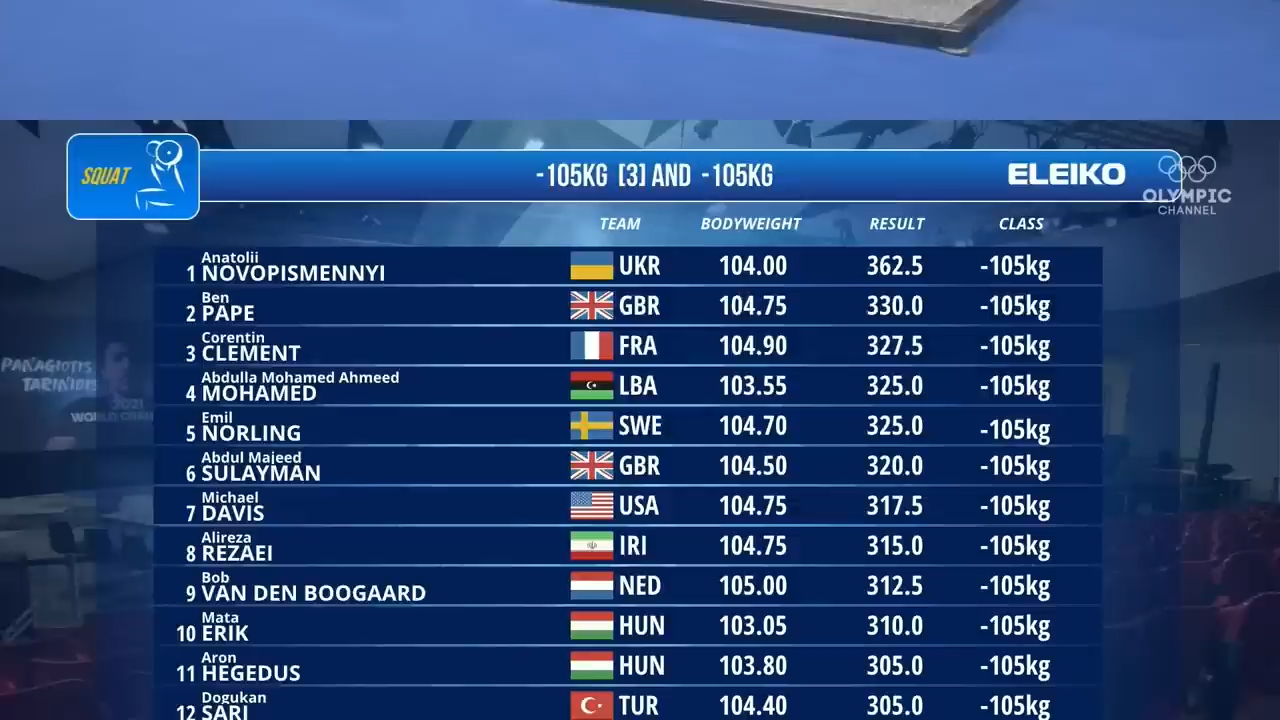 SQUAT
-105KG [3] AND -105KG
ELEIKO
OLYMPIC
CHANNEL
TEAM BODYWEIGHT RESULT CLASS
Anatolii
1 NOVOPISMENNYI UKR 104.00 362.5 -105kg
Ben
2 PAPE GBR 104.75 330.0 -105kg
Corentin
3 CLEMENT FRA 104.90 327.5 -105kg
Abdulla Mohamed Ahmeed
4 MOHAMED LBA 103.55 325.0 -105kg
Emil
5 NORLING SWE 104.70 325.0 -105kg
Abdul Majeed
6 SULAYMAN GBR 104.50 320.0 -105kg
Michael
7 DAVIS USA 104.75 317.5 -105kg
Alireza
8 REZAEI IRI 104.75 315.0 -105kg
Bob
9 VAN DEN BOOGAARD NED 105.00 312.5 -105kg
Mata
10 ERIK HUN 103.05 310.0 -105kg
Aron
11 HEGEDUS HUN 103.80 305.0 -105kg
Dogukan
12 SARI TUR 104.40 305.0 -105kg
PANAGIOTIS
TARINIDIS
2021
WORLD